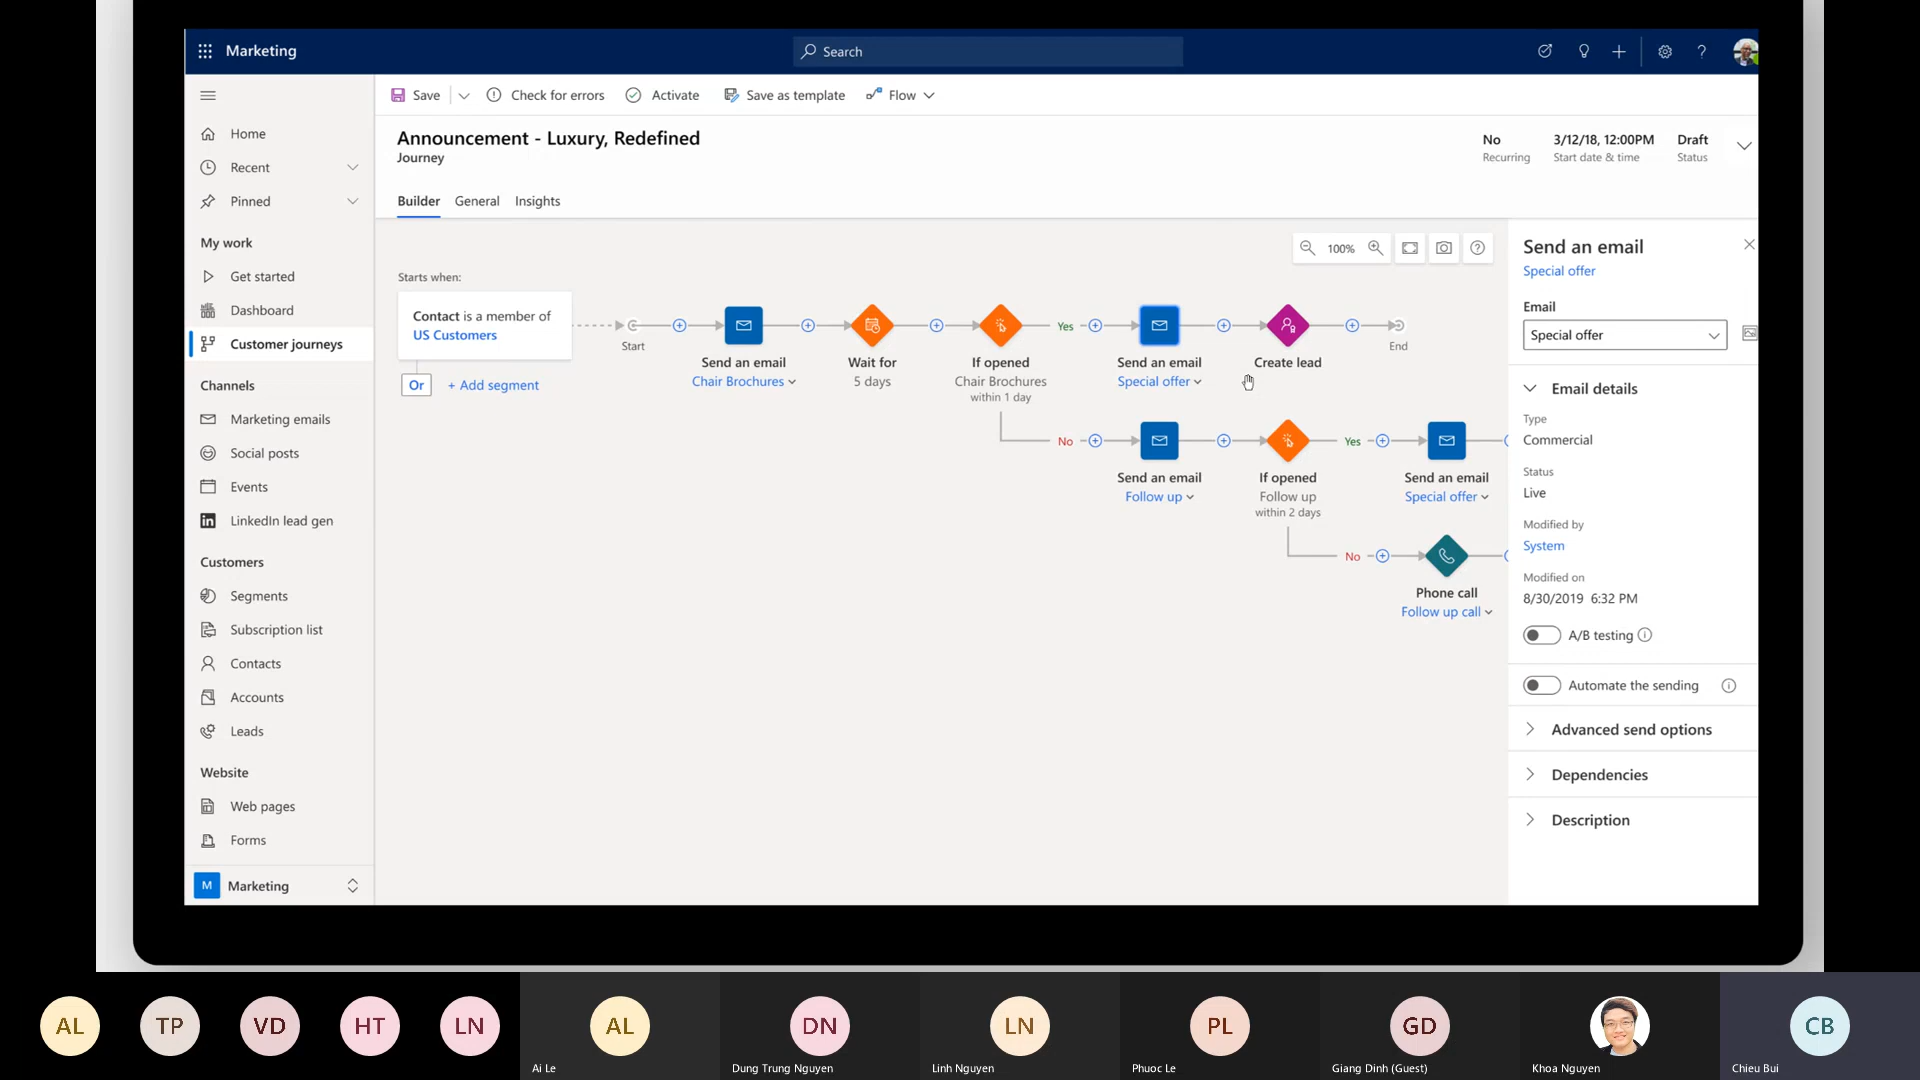 Marketing
Search
Save
Check for errors
Activate
Save as template
Flow
Announcement - Luxury, Redefined
Journey
No
Recurring
3/12/18, 12:00PM
Start date & time
Draft
Status
Builder
General
Insights
Home
Recent
Pinned
My work
Get started
Dashboard
Customer journeys
Channels
Marketing emails
Social posts
Events
LinkedIn lead gen
Customers
Segments
Subscription list
Contacts
Accounts
Leads
Website
Web pages
Forms
M Marketing
100%
Starts when:
Contact is a member of
US Customers
Or
+ Add segment
Start
Send an email
Chair Brochures
Wait for
5 days
If opened
Chair Brochures
within 1 day
Yes
Send an email
Special offer
Create lead
End
No
Send an email
Follow up
If opened
Follow up
within 2 days
Yes
Send an email
Special offer
No
Phone call
Follow up call
Send an email
Special offer
Email
Special offer
Email details
Type
Commercial
Status
Live
Modified by
System
Modified on
8/30/2019 6:32 PM
A/B testing
Automate the sending
Advanced send options
Dependencies
Description
AL
TP
VD
HT
LN
AL
Ai Le
DN
Dung Trung Nguyen
LN
Linh Nguyen
PL
Phuoc Le
GD
Giang Dinh (Guest)
Khoa Nguyen
CB
Chieu Bui